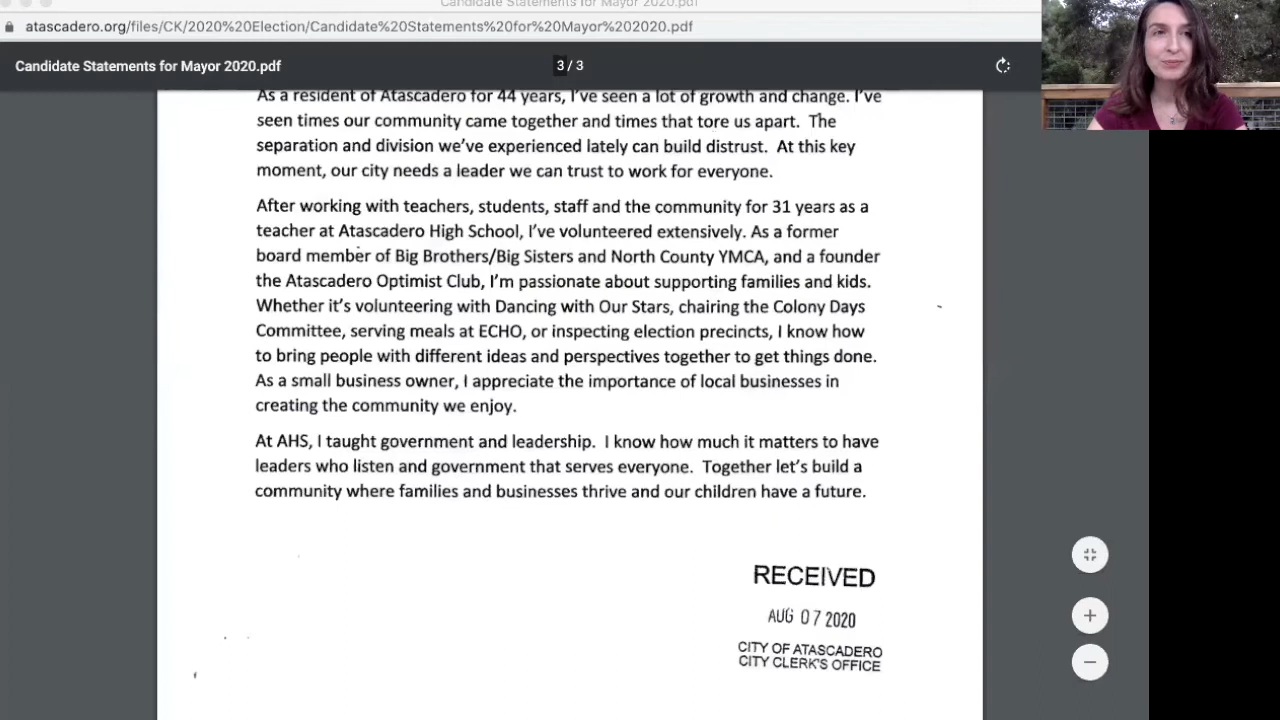 Candidate Statements for Mayor 2020.pdf
atascadero.org/files/CK/2020%20Election/Candidate%20Statements%20for%20Mayor%202020.pdf
Candidate Statements for Mayor 2020.pdf
3 / 3
As a resident of Atascadero for 44 years, I've seen a lot of growth and change. I've
seen times our community came together and times that tore us apart. The
separation and division we've experienced lately can build distrust. At this key
moment, our city needs a leader we can trust to work for everyone.
After working with teachers, students, staff and the community for 31 years as a
teacher at Atascadero High School, I've volunteered extensively. As a former
board member of Big Brothers/Big Sisters and North County YMCA, and a founder
the Atascadero Optimist Club, I'm passionate about supporting families and kids.
Whether it's volunteering with Dancing with Our Stars, chairing the Colony Days
Committee, serving meals at ECHO, or inspecting election precincts, I know how
to bring people with different ideas and perspectives together to get things done.
As a small business owner, I appreciate the importance of local businesses in
creating the community we enjoy.
At AHS, I taught government and leadership. I know how much it matters to have
leaders who listen and government that serves everyone. Together let's build a
community where families and businesses thrive and our children have a future.
RECEIVED
AUG 07 2020
CITY OF ATASCADERO
CITY CLERK'S OFFICE